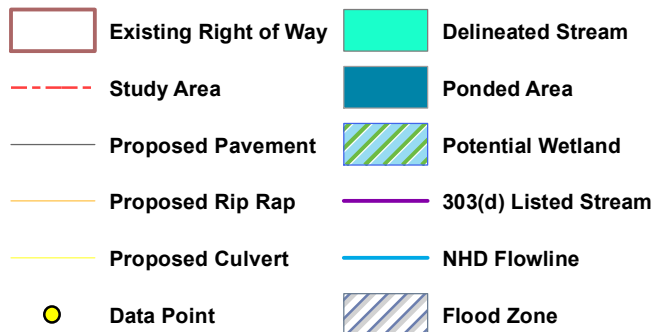 Existing Right of Way
Study Area
Proposed Pavement
Proposed Rip Rap
Proposed Culvert
Data Point
Delineated Stream
Ponded Area
Potential Wetland
303(d) Listed Stream
NHD Flowline
Flood Zone